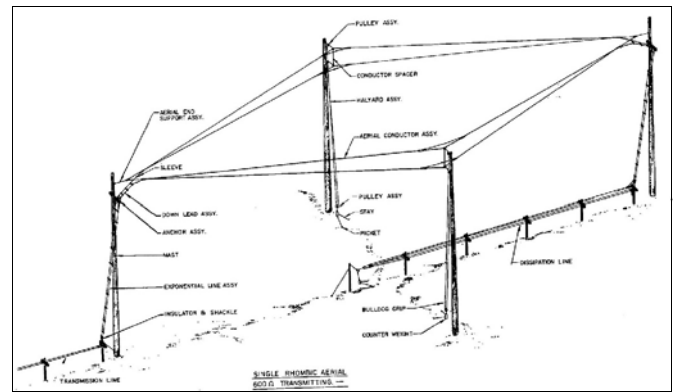 PULLEY ASSY.
CONDUCTOR SPACER
HALYARD ASSY.
AERIAL END
SUPPORT ASSY.
AERIAL CONDUCTOR ASSY.
SLEEVE
PULLEY ASSY
STAY
PICKET
DOWN LEAD ASSY.
ANCHOR ASSY.
MAST
DISSIPATION LINE
EXPONENTIAL LINE ASSY
BULLDOG GRIP
INSULATOR & SHACKLE
COUNTER WEIGHT
TRANSMISSION LINE
SINGLE RHOMBIC AERIAL
600 Ω TRANSMITTING. —